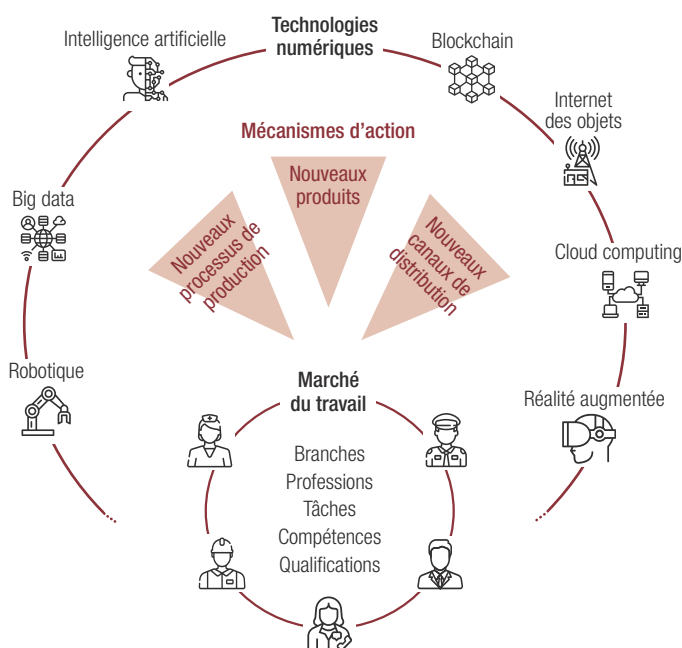 Technologies
numériques
Intelligence artificielle
Blockchain
Internet
des objets
Mécanismes d'action
Nouveaux
produits
Nouveaux
processus de
production
Nouveaux
canaux de
distribution
Big data
Cloud computing
Robotique
Réalité augmentée
Marché
du travail
Branches
Professions
Tâches
Compétences
Qualifications